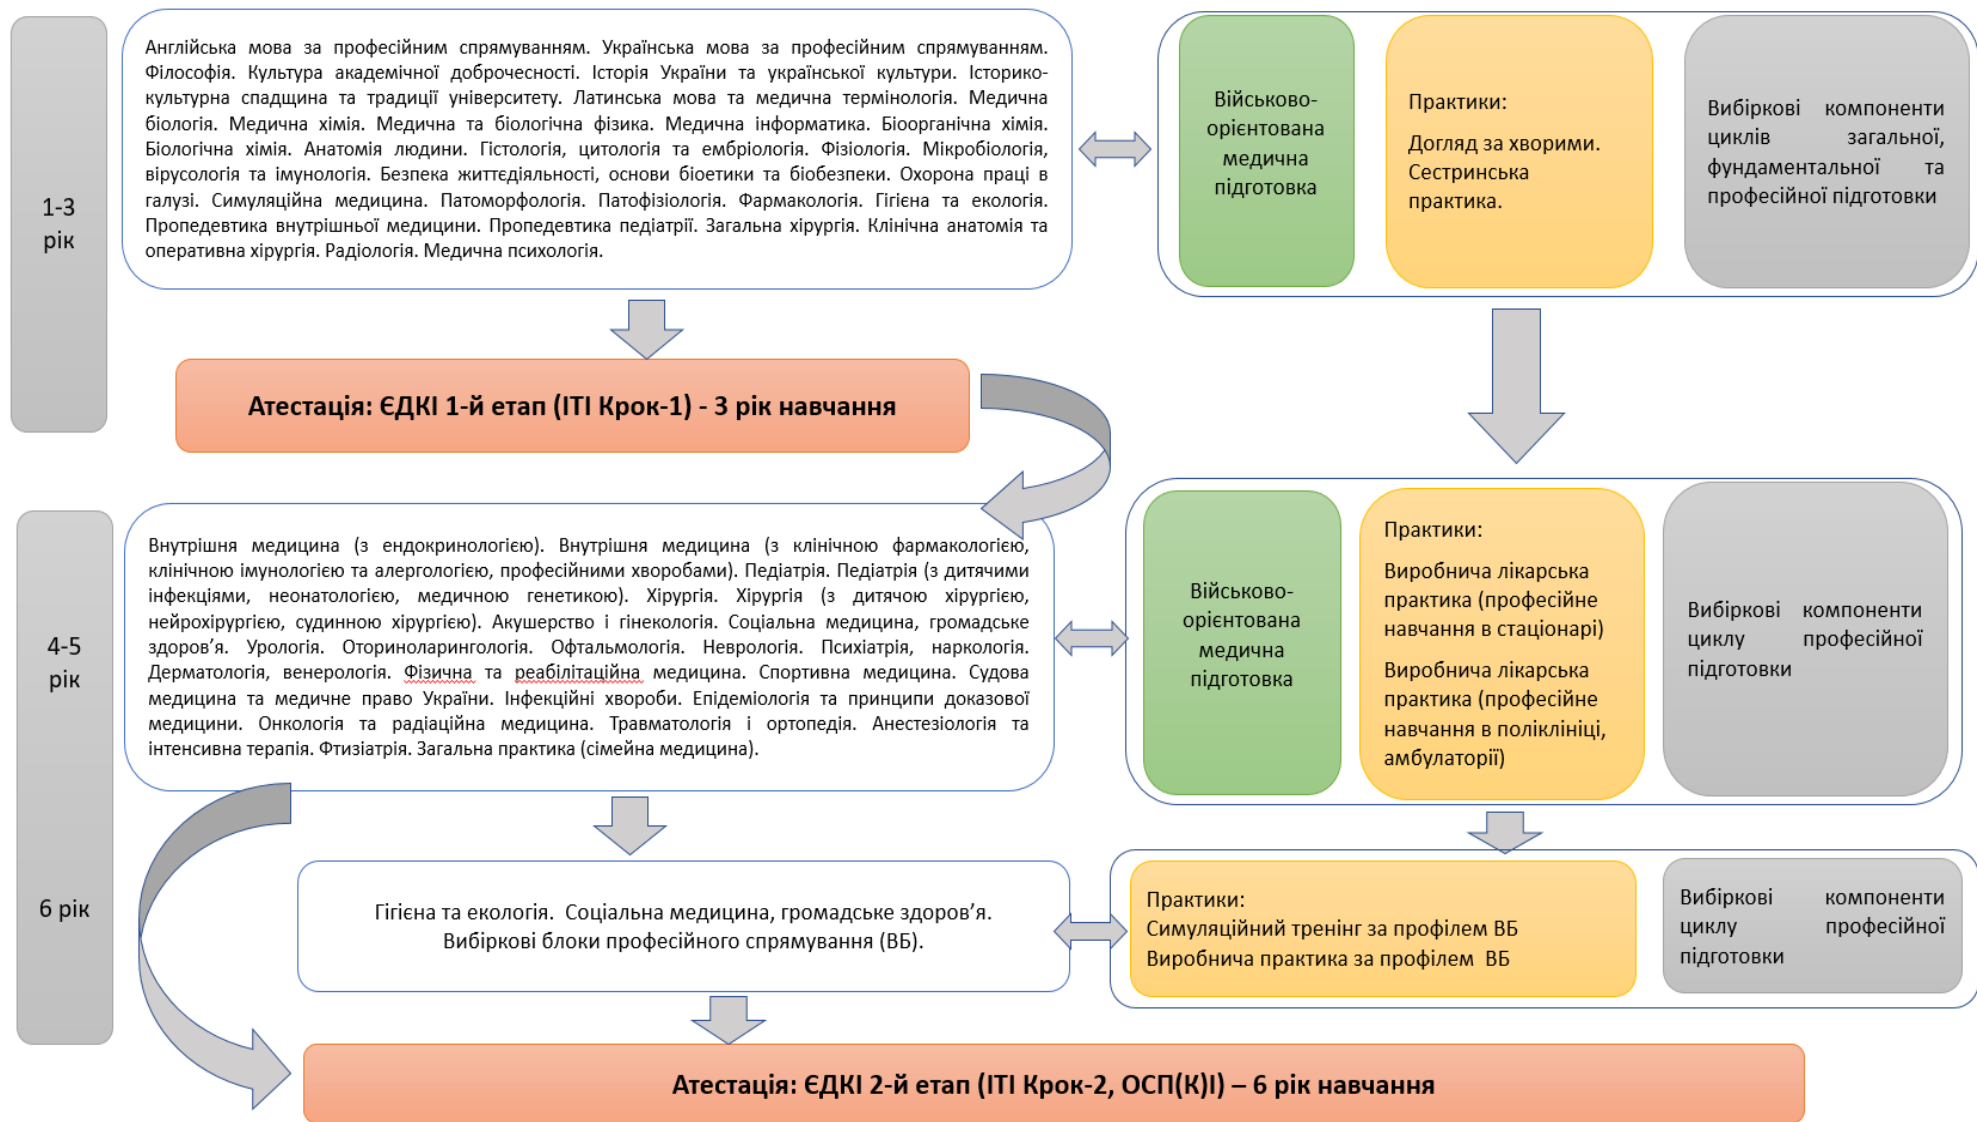 1-3
рік
Англійська мова за професійним спрямуванням. Українська мова за професійним спрямуванням.
Філософія. Культура академічної доброчесності. Історія України та української культури. Історико-
культурна спадщина та традиції університету. Латинська мова та медична термінологія. Медична
біологія. Медична хімія. Медична та біологічна фізика. Медична інформатика. Біоорганічна хімія.
Біологічна хімія. Анатомія людини. Гістологія, цитологія та ембріологія. Фізіологія. Мікробіологія,
вірусологія та імунологія. Безпека життєдіяльності, основи біоетики та біобезпеки. Охорона праці в
галузі. Симуляційна медицина. Патоморфологія. Патофізіологія. Фармакологія. Гігієна та екологія.
Пропедевтика внутрішньої медицини. Пропедевтика педіатрії. Загальна хірургія. Клінічна анатомія та
оперативна хірургія. Радіологія. Медична психологія.
Військово-
орієнтована
медична
підготовка
Практики:
Догляд за хворими.
Сестринська
практика.
Вибіркові компоненти
циклів загальної,
фундаментальної та
професійної підготовки
Атестація: ЄДКІ 1-й етап (ІТІ Крок-1) - 3 рік навчання
4-5
рік
Внутрішня медицина (з ендокринологією). Внутрішня медицина (з клінічною фармакологією,
клінічною імунологією та алергологією, професійними хворобами). Педіатрія. Педіатрія (з дитячими
інфекціями, неонатологією, медичною генетикою). Хірургія. Хірургія (з дитячою хірургією,
нейрохірургією, судинною хірургією). Акушерство і гінекологія. Соціальна медицина, громадське
здоров’я. Урологія. Оториноларингологія. Офтальмологія. Неврологія. Психіатрія, наркологія.
Дерматологія, венерологія. Фізична та реабілітаційна медицина. Спортивна медицина. Судова
медицина та медичне право України. Інфекційні хвороби. Епідеміологія та принципи доказової
медицини. Онкологія та радіаційна медицина. Травматологія і ортопедія. Анестезіологія та
інтенсивна терапія. Фтизіатрія. Загальна практика (сімейна медицина).
Військово-
орієнтована
медична
підготовка
Практики:
Виробнича лікарська
практика (професійне
навчання в стаціонарі)
Виробнича лікарська
практика (професійне
навчання в поліклініці,
амбулаторії)
Вибіркові компоненти
циклу професійної
підготовки
6 рік
Гігієна та екологія. Соціальна медицина, громадське здоров’я.
Вибіркові блоки професійного спрямування (ВБ).
Практики:
Симуляційний тренінг за профілем ВБ
Виробнича практика за профілем ВБ
Вибіркові компоненти
циклу професійної
підготовки
Атестація: ЄДКІ 2-й етап (ІТІ Крок-2, ОСП(К)І) – 6 рік навчання